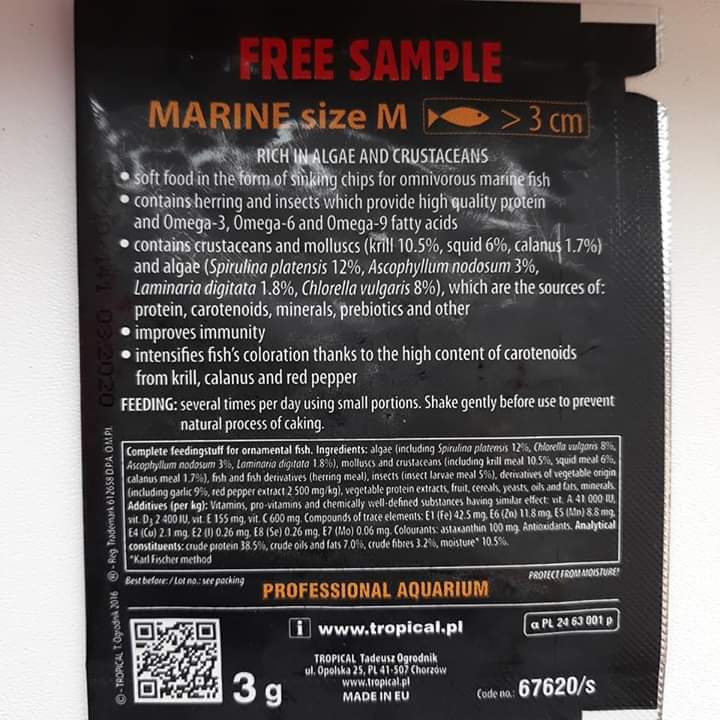 FREE SAMPLE
MARINE size M > 3 cm
RICH IN ALGAE AND CRUSTACEANS
• soft food in the form of sinking chips for omnivorous marine fish
• contains herring and insects which provide high quality protein
and Omega-3, Omega-6 and Omega-9 fatty acids
• contains crustaceans and molluscs (krill 10.5%, squid 6%, calanus 1.7%)
and algae (Spirulina platensis 12%, Ascophyllum nodosum 3%,
Laminaria digitata 1.8%, Chlorella vulgaris 8%), which are the sources of:
protein, carotenoids, minerals, prebiotics and other
• improves immunity
• intensifies fish's coloration thanks to the high content of carotenoids
from krill, calanus and red pepper
FEEDING: several times per day using small portions. Shake gently before use to prevent
natural process of caking.
Complete feedingstuff for ornamental fish. Ingredients: algae (including Spirulina platensis 12%, Chlorella vulgaris 8%,
Ascophyllum nodosum 3%, Laminaria digitata 1.8%), molluscs and crustaceans (including krill meal 10.5%, squid meal 6%,
calanus meal 1.7%), fish and fish derivatives (herring meal), insects (insect larvae meal 5%), derivatives of vegetable origin
(including garlic 9%, red pepper extract 2 500 mg/kg), vegetable protein extracts, fruit, cereals, yeasts, oils and fats, minerals.
Additives (per kg): Vitamins, pro-vitamins and chemically well-defined substances having similar effect: vit. A 41 000 IU,
vit. D₃ 2 400 IU, vit. E 155 mg, vit. C 600 mg. Compounds of trace elements: E1 (Fe) 42.5 mg, E6 (Zn) 11.8 mg, E5 (Mn) 8.8 mg,
E4 (Cu) 2.1 mg, E2 (I) 0.26 mg, E8 (Se) 0.26 mg, E7 (Mo) 0.06 mg. Colourants: astaxanthin 100 mg. Antioxidants. Analytical
constituents: crude protein 38.5%, crude oils and fats 7.0%, crude fibres 3.2%, moisture* 10.5%.
*Karl Fischer method
Best before: / Lot no.: see packing
PROTECT FROM MOISTURE!
PROFESSIONAL AQUARIUM
i www.tropical.pl
α PL 24 63 001 p
TROPICAL Tadeusz Ogrodnik
ul. Opolska 25, PL 41-507 Chorzów
www.tropical.pl
MADE IN EU
3 g
Code no.: 67620/s
© - TROPICAL T. Ogrodnik 2016 ® - Reg. Trademark 612658 D.P.A. O.M.P.I.
03.2020